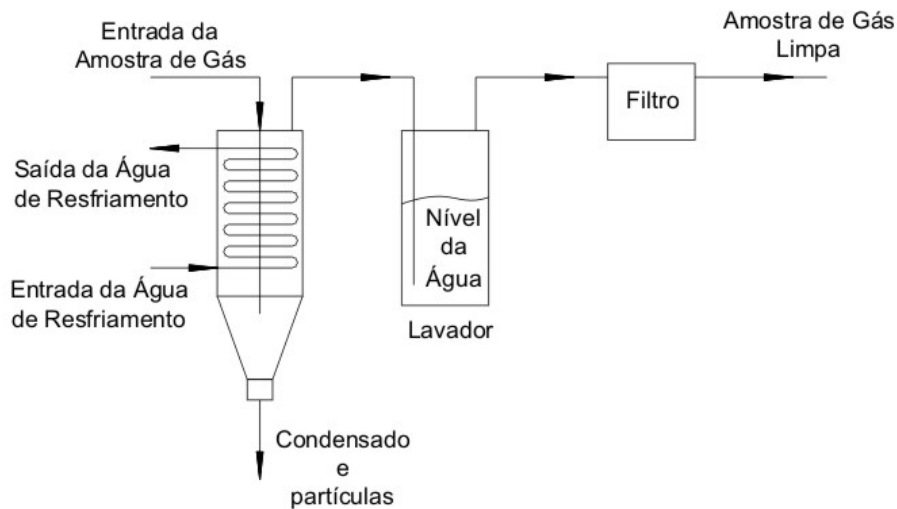 Entrada da
Amostra de Gás
Amostra de Gás
Limpa
Filtro
Saída da Água
de Resfriamento
Nível
da
Água
Entrada da Água
de Resfriamento
Lavador
Condensado
e
partículas